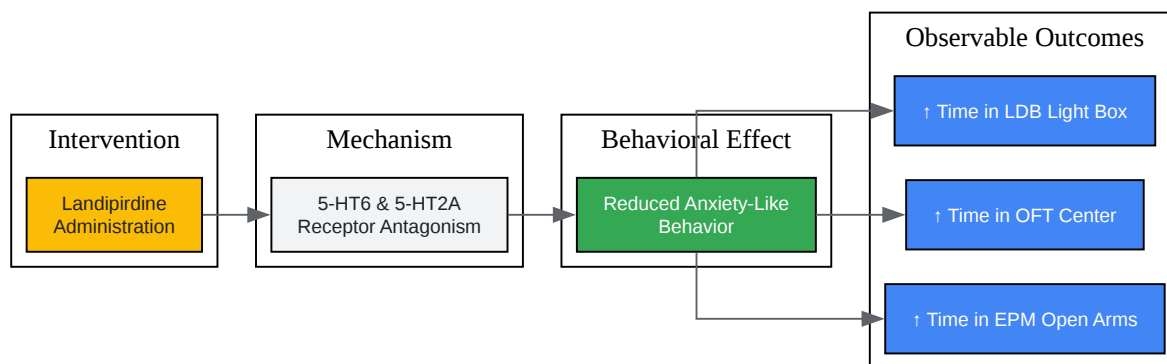 Intervention
Landipirdine
Administration
Mechanism
5-HT6 & 5-HT2A
Receptor Antagonism
Behavioral Effect
Reduced Anxiety-Like
Behavior
Observable Outcomes
↑ Time in LDB Light Box
↑ Time in OFT Center
↑ Time in EPM Open Arms